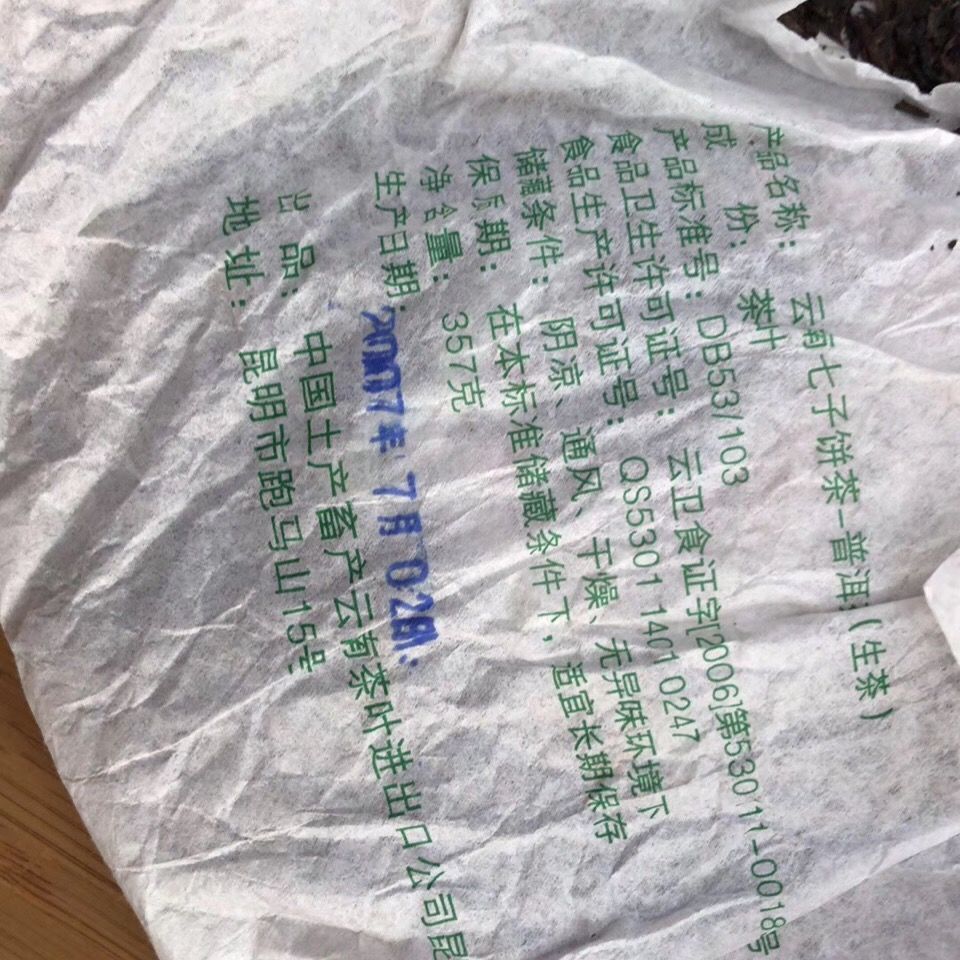 产品名称：云南七子饼茶-普洱（生茶）
成 份：茶叶
产品标准号：DB53/103
食品卫生许可证号：云卫食证字[2006]第53011-0018号
食品生产许可证号：QS5301 1401 0247
储藏条件：阴凉、通风、干燥、无异味环境下
保质期：在本标准储藏条件下，适宜长期保存
净含量：357克
生产日期：2007年7月02日
出 品：中国土产畜产云南茶叶进出口公司昆
地 址：昆明市跑马山15号